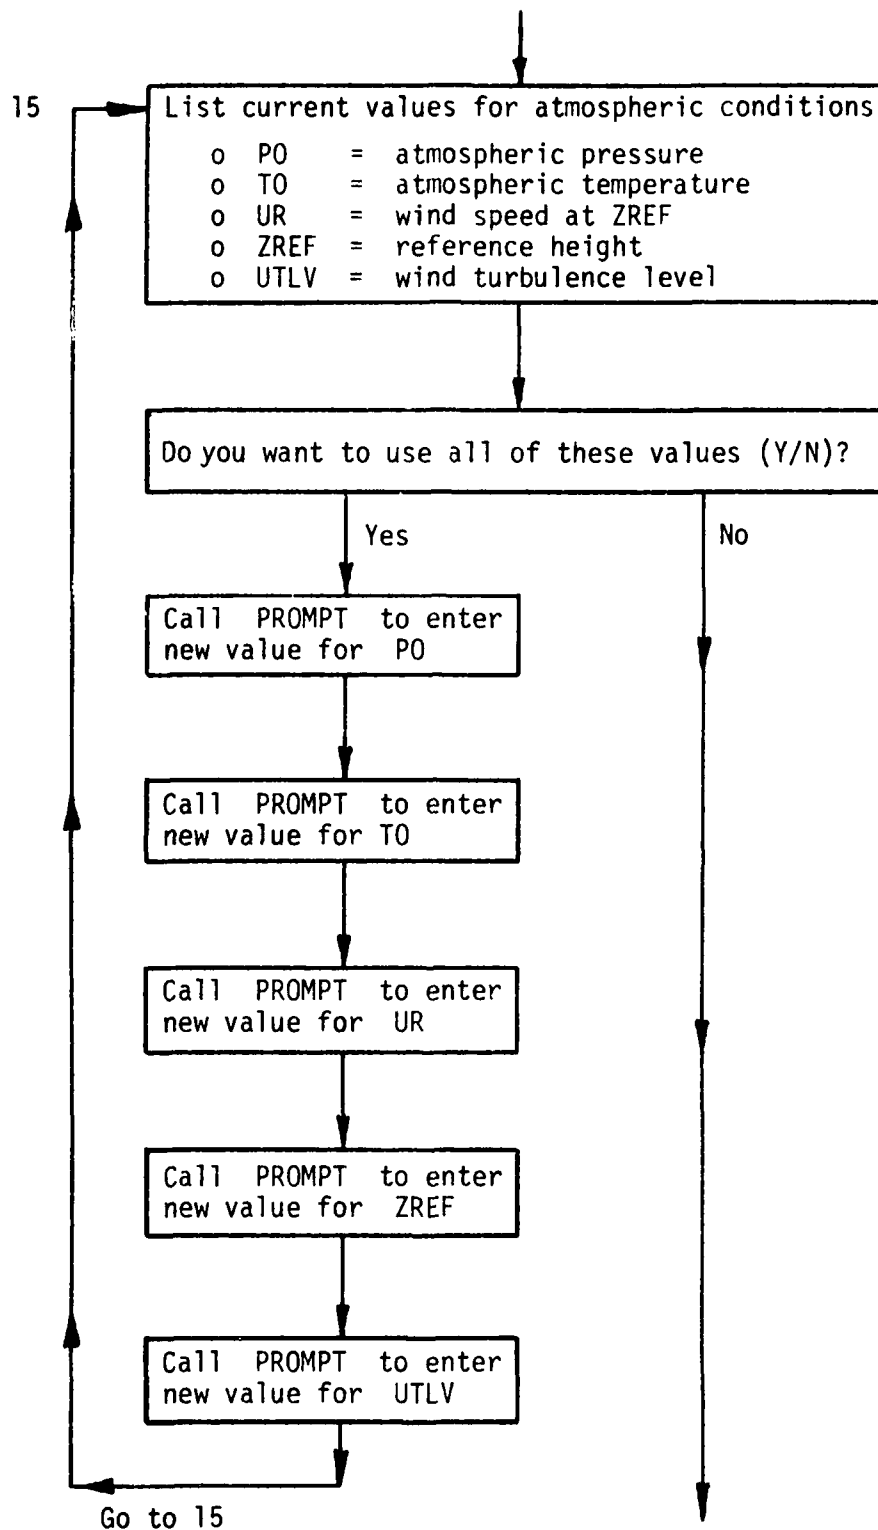 15
List current values for atmospheric conditions
o PO = atmospheric pressure
o TO = atmospheric temperature
o UR = wind speed at ZREF
o ZREF = reference height
o UTLV = wind turbulence level
Do you want to use all of these values (Y/N)?
Yes
No
Call PROMPT to enter
new value for PO
Call PROMPT to enter
new value for TO
Call PROMPT to enter
new value for UR
Call PROMPT to enter
new value for ZREF
Call PROMPT to enter
new value for UTLV
Go to 15